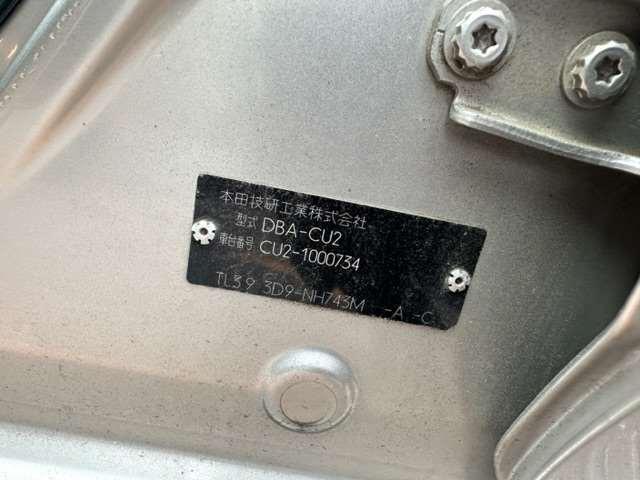 本田技研工業株式会社
型式 DBA-CU2
車台番号 CU2-1000734
TL39 3D9-NH743M -A -C